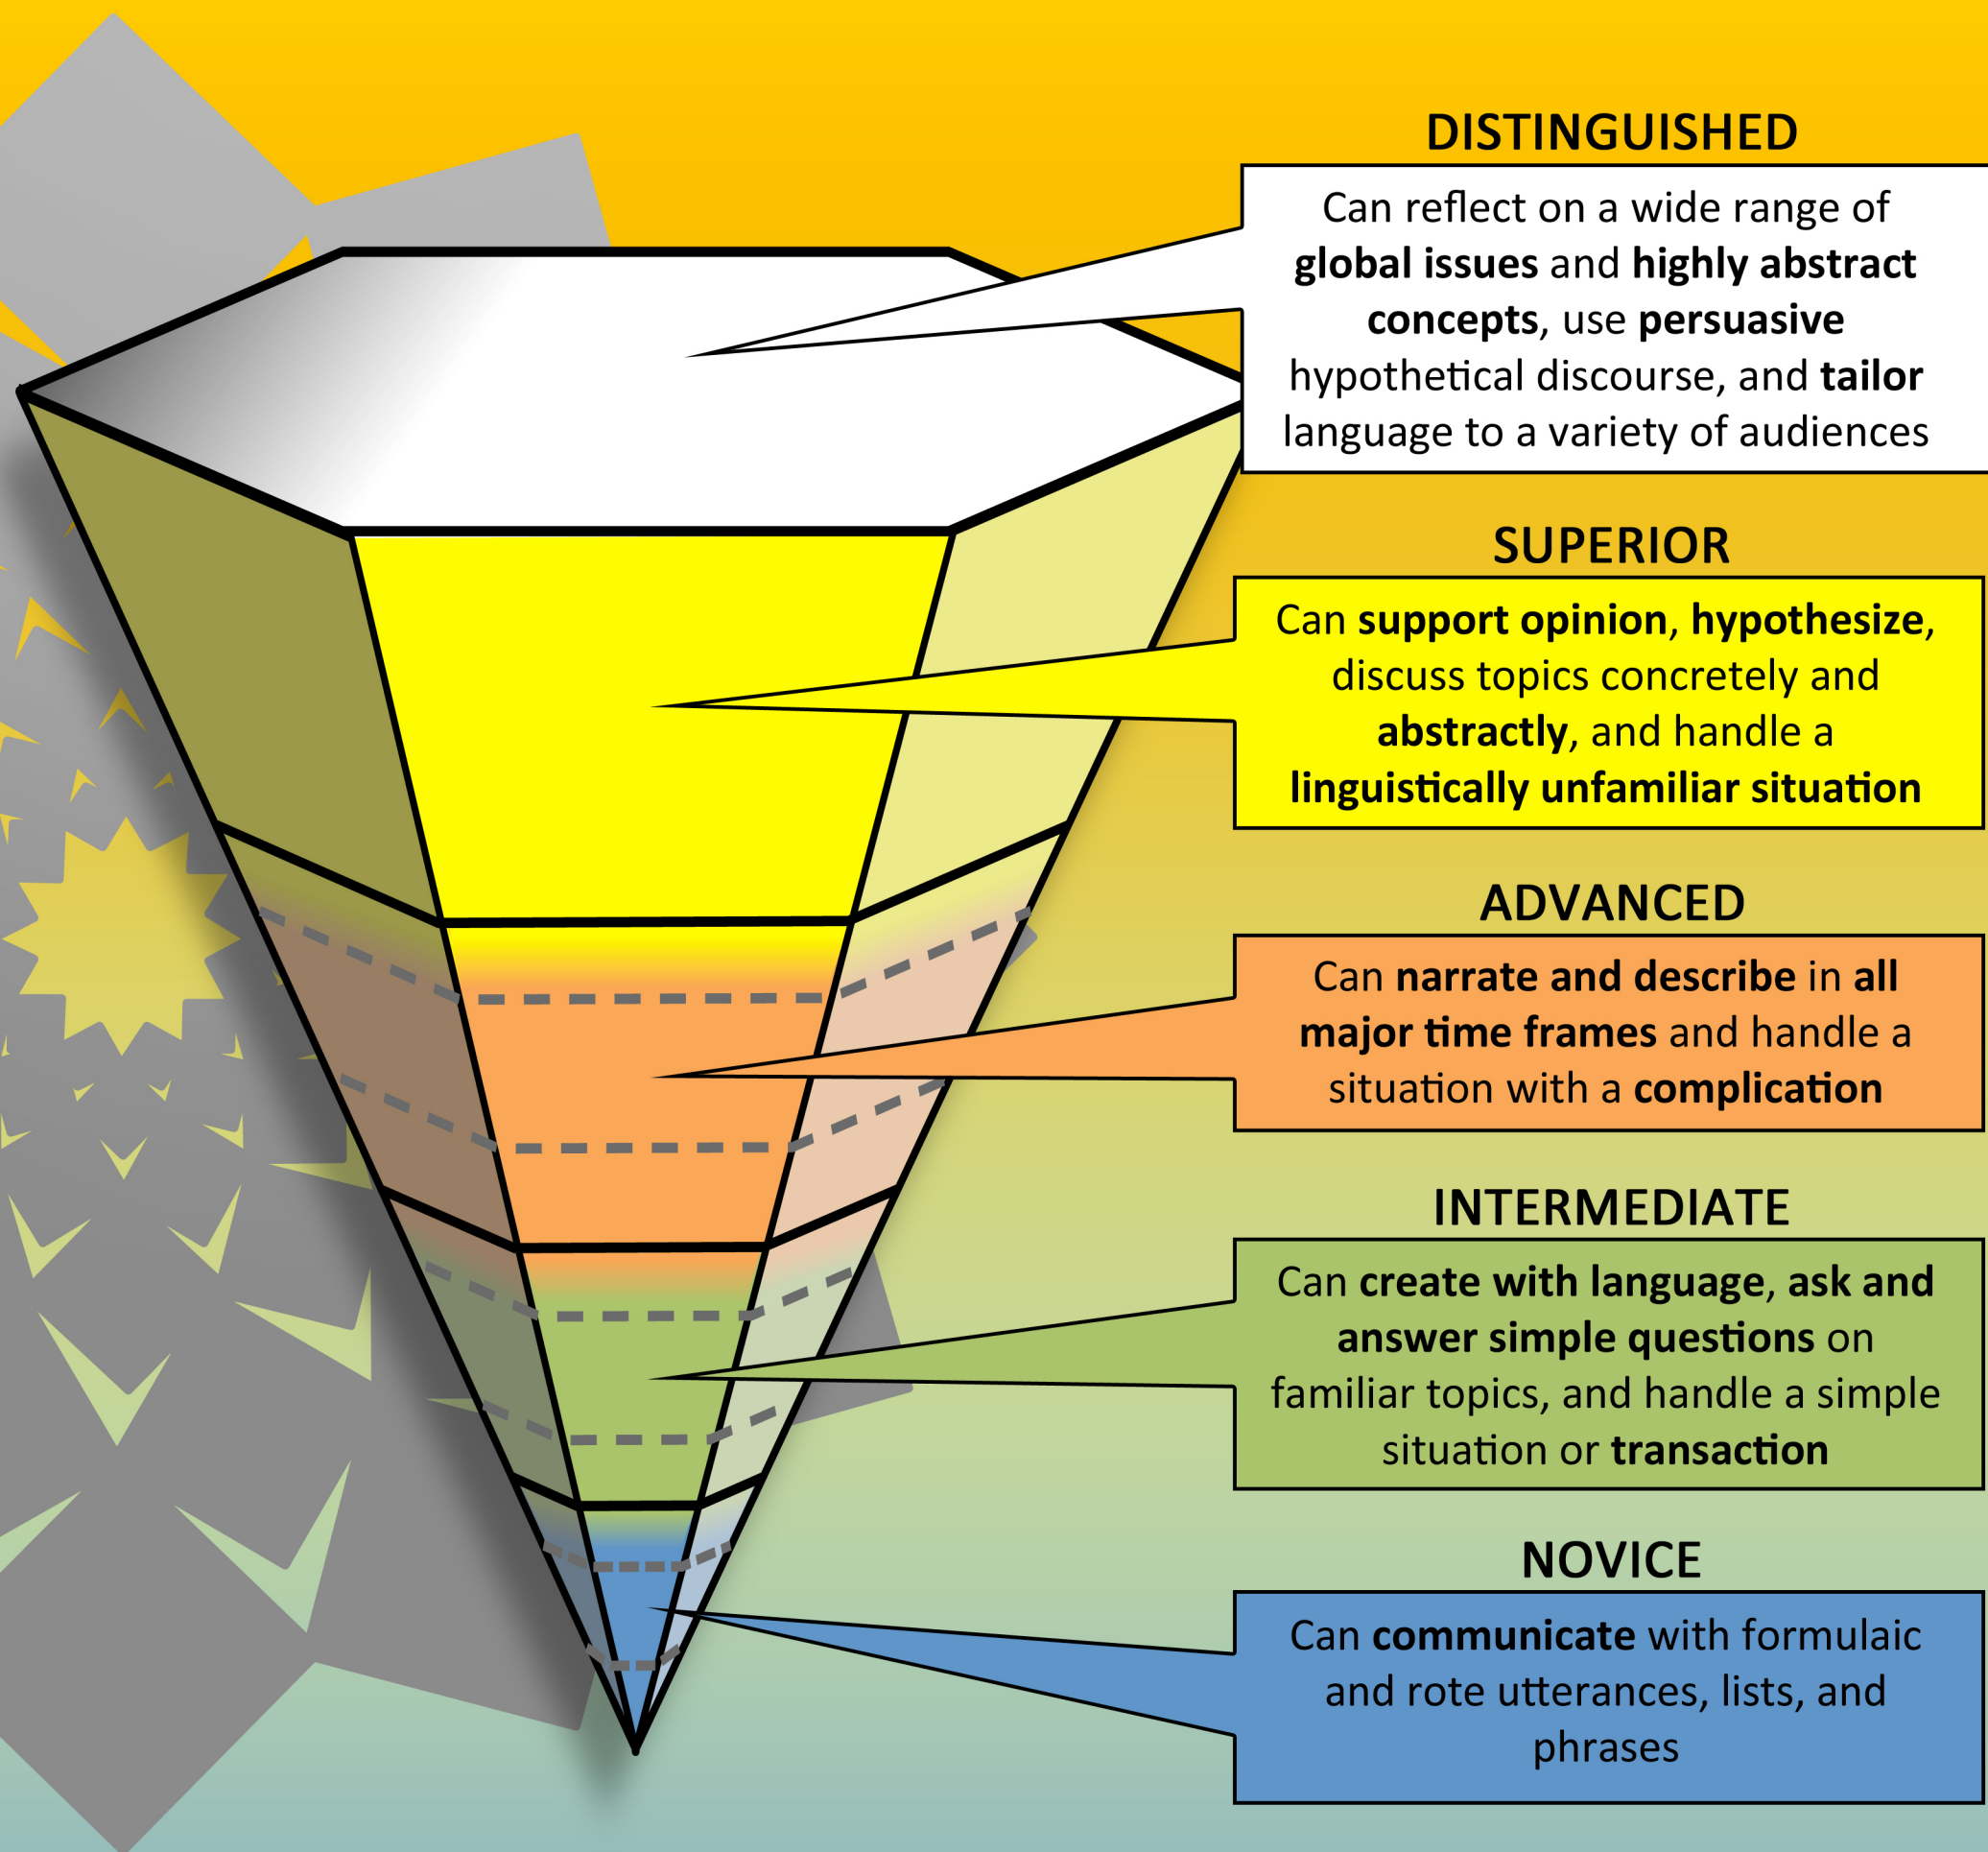 DISTINGUISHED
Can reflect on a wide range of
global issues and highly abstract
concepts, use persuasive
hypothetical discourse, and tailor
language to a variety of audiences
SUPERIOR
Can support opinion, hypothesize,
discuss topics concretely and
abstractly, and handle a
linguistically unfamiliar situation
ADVANCED
Can narrate and describe in all
major time frames and handle a
situation with a complication
INTERMEDIATE
Can create with language, ask and
answer simple questions on
familiar topics, and handle a simple
situation or transaction
NOVICE
Can communicate with formulaic
and rote utterances, lists, and
phrases